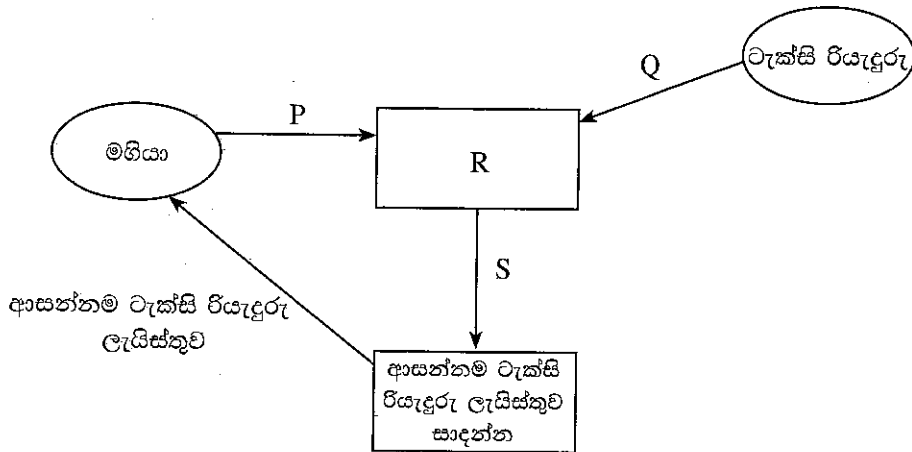 ටැක්සි රියැදුරු
Q
P
මගියා
R
S
ආසන්නම ටැක්සි රියැදුරු
ලැයිස්තුව
ආසන්නම ටැක්සි
රියැදුරු ලැයිස්තුව
සාදන්න